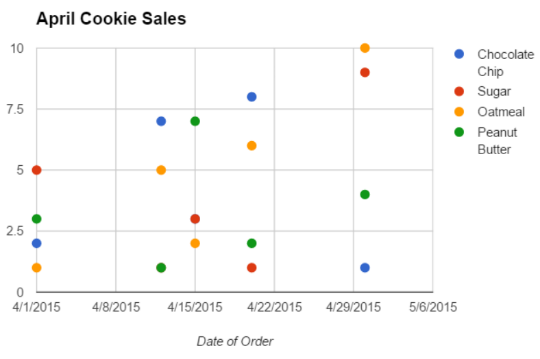 April Cookie Sales
10
7.5
5
2.5
0
4/1/2015 4/8/2015 4/15/2015 4/22/2015 4/29/2015 5/6/2015
Date of Order
Chocolate
Chip
Sugar
Oatmeal
Peanut
Butter